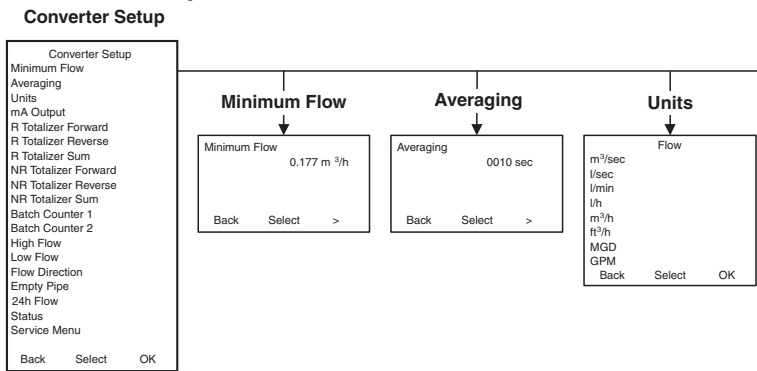 Converter Setup
Converter Setup
Minimum Flow
Averaging
Units
mA Output
R Totalizer Forward
R Totalizer Reverse
R Totalizer Sum
NR Totalizer Forward
NR Totalizer Reverse
NR Totalizer Sum
Batch Counter 1
Batch Counter 2
High Flow
Low Flow
Flow Direction
Empty Pipe
24h Flow
Status
Service Menu
Back Select OK
Minimum Flow
Minimum Flow
0.177 m ³/h
Back Select >
Averaging
Averaging
0010 sec
Back Select >
Units
Flow
m³/sec
l/sec
l/min
l/h
m³/h
ft³/h
MGD
GPM
Back Select OK